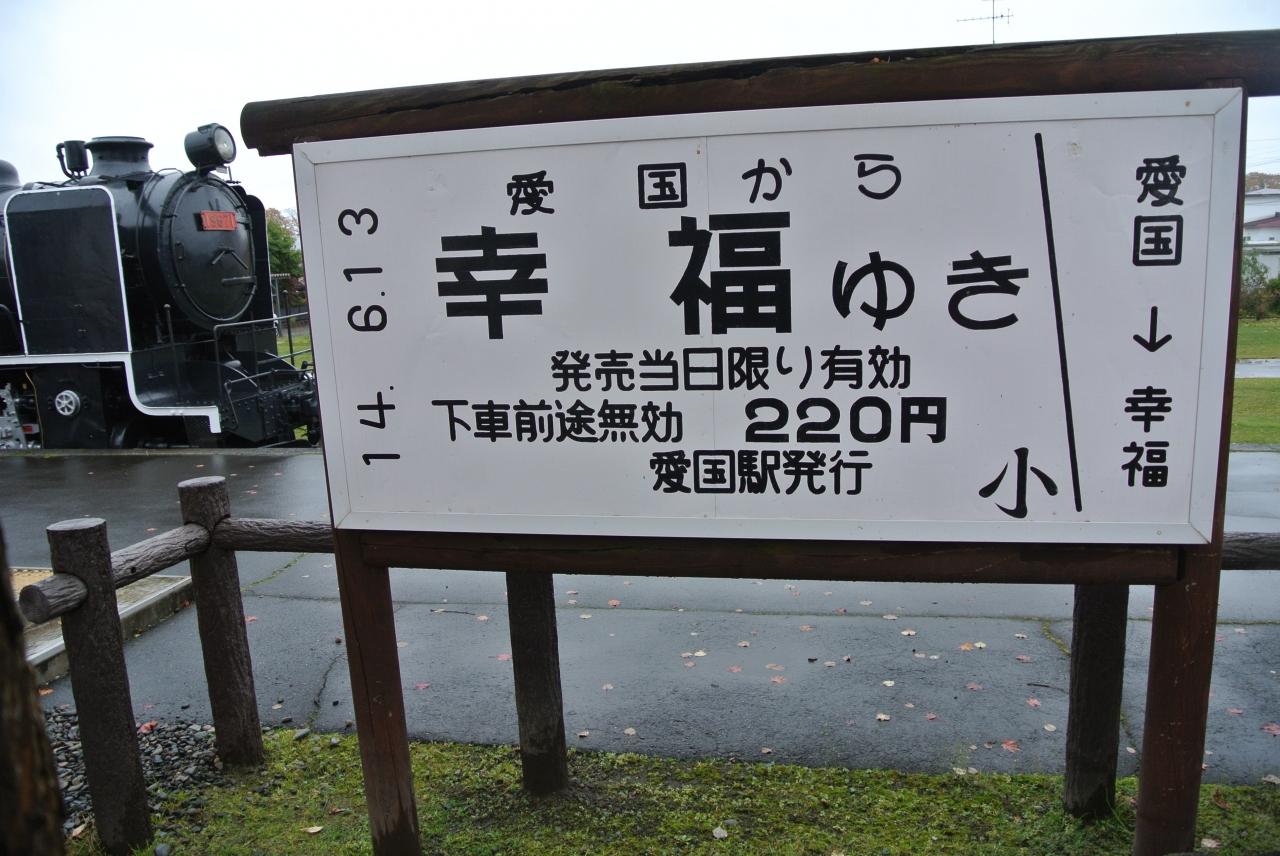 19671
14. 6.13
愛国から
幸福ゆき
発売当日限り有効
下車前途無効 220円
愛国駅発行
小
愛国→幸福